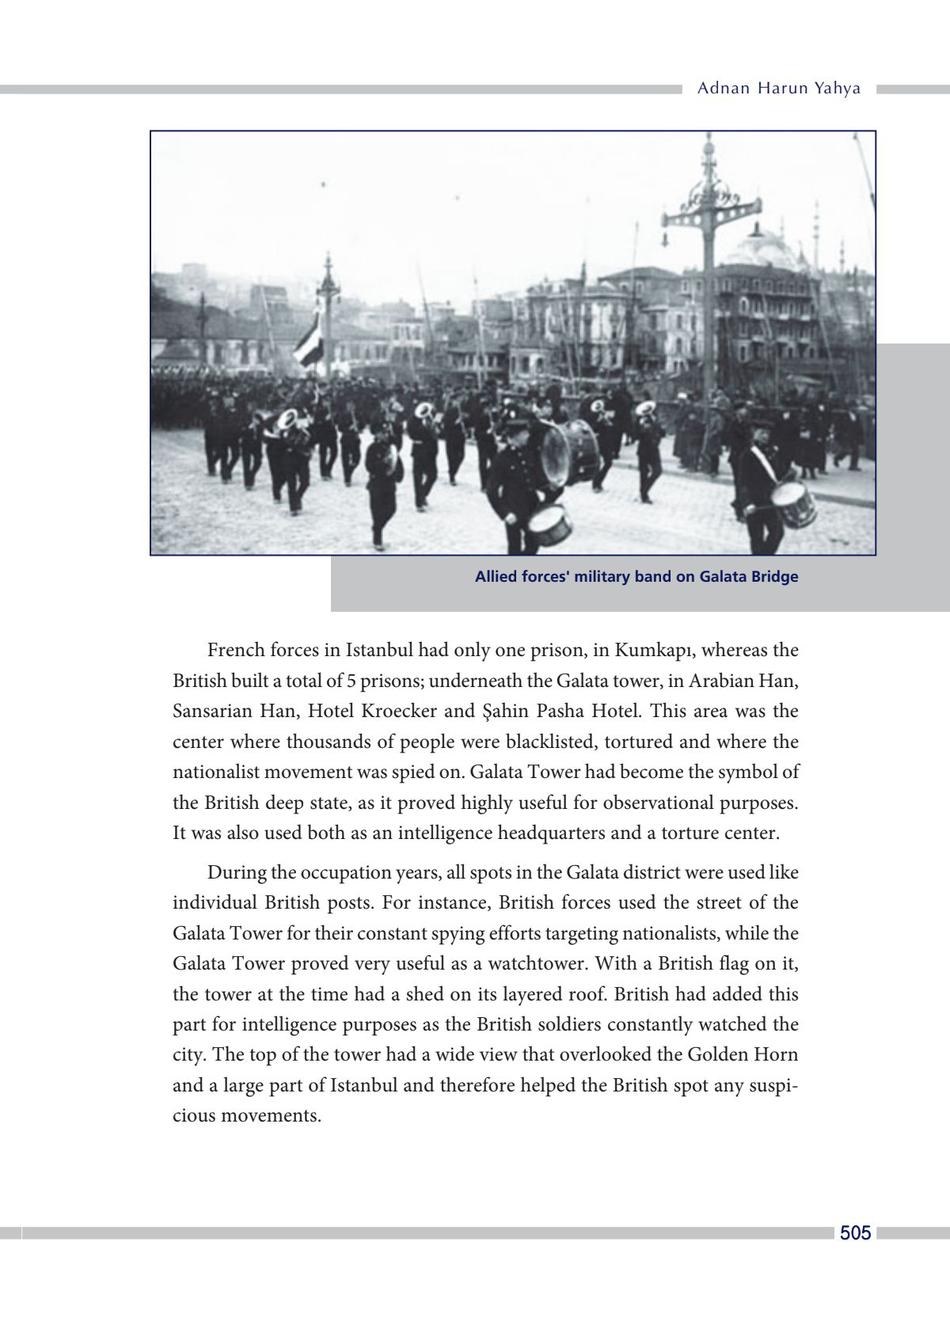 Adnan Harun Yahya
Allied forces' military band on Galata Bridge
French forces in Istanbul had only one prison, in Kumkapı, whereas the
British built a total of 5 prisons; underneath the Galata tower, in Arabian Han,
Sansarian Han, Hotel Kroecker and Şahin Pasha Hotel. This area was the
center where thousands of people were blacklisted, tortured and where the
nationalist movement was spied on. Galata Tower had become the symbol of
the British deep state, as it proved highly useful for observational purposes.
It was also used both as an intelligence headquarters and a torture center.
During the occupation years, all spots in the Galata district were used like
individual British posts. For instance, British forces used the street of the
Galata Tower for their constant spying efforts targeting nationalists, while the
Galata Tower proved very useful as a watchtower. With a British flag on it,
the tower at the time had a shed on its layered roof. British had added this
part for intelligence purposes as the British soldiers constantly watched the
city. The top of the tower had a wide view that overlooked the Golden Horn
and a large part of Istanbul and therefore helped the British spot any suspi-
cious movements.
505